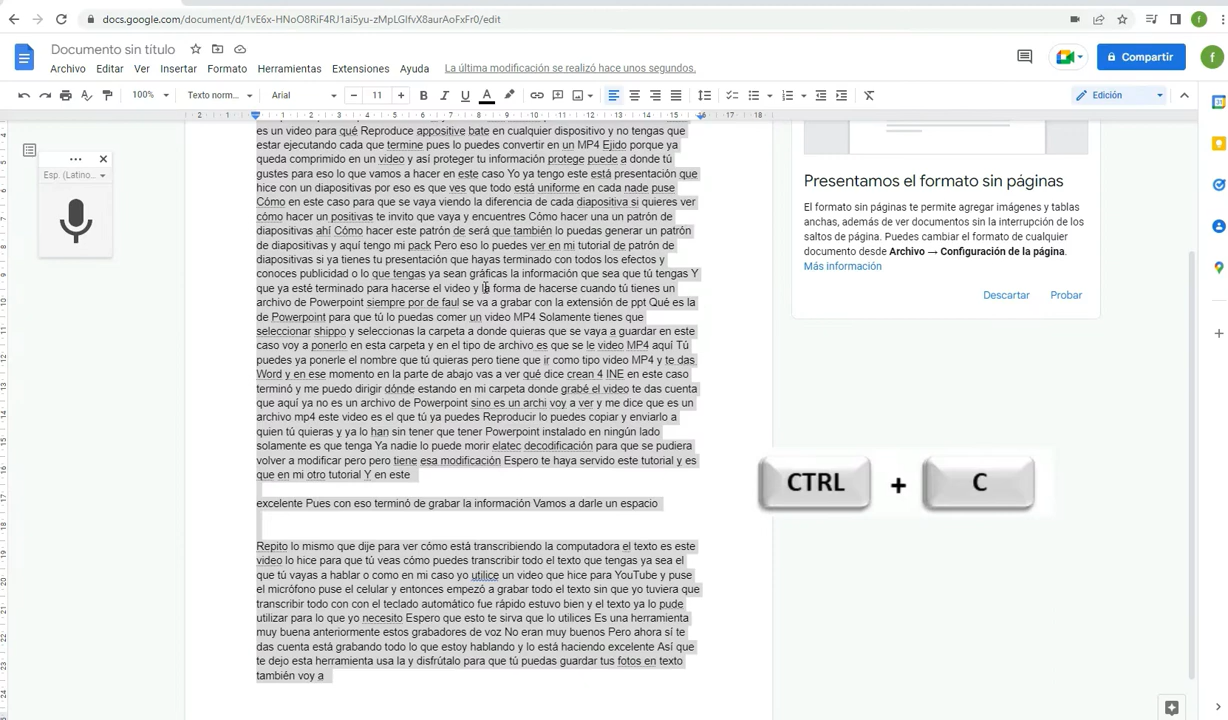 docs.google.com/document/d/1vE6x-HNoO8RiF4RJ1ai5yu-zMpLGlfvX8aurAoFxFr0/edit
Documento sin título
Archivo Editar Ver Insertar Formato Herramientas Extensiones Ayuda La última modificación se realizó hace unos segundos.
Compartir
f
100% Texto norm... Arial 11 Edición
2 1 1 2 3 4 5 6 7 8 9 10 11 12 13 14 15 16 17 18
Esp. (Latino...
es un video para qué Reproduce appositive bate en cualquier dispositivo y no tengas que
estar ejecutando cada que termine pues lo puedes convertir en un MP4 Ejido porque ya
queda comprimido en un video y así proteger tu información protege puede a donde tú
gustes para eso lo que vamos a hacer en este caso Yo ya tengo este está presentación que
hice con un diapositivas por eso es que ves que todo está uniforme en cada nade puse
Cómo en este caso para que se vaya viendo la diferencia de cada diapositiva si quieres ver
cómo hacer un positivas te invito que vaya y encuentres Cómo hacer una un patrón de
diapositivas ahí Cómo hacer este patrón de será que también lo puedas generar un patrón
de diapositivas y aquí tengo mi pack Pero eso lo puedes ver en mi tutorial de patrón de
diapositivas si ya tienes tu presentación que hayas terminado con todos los efectos y
conoces publicidad o lo que tengas ya sean gráficas la información que sea que tú tengas Y
que ya esté terminado para hacerse el video y la forma de hacerse cuando tú tienes un
archivo de Powerpoint siempre por de faul se va a grabar con la extensión de ppt Qué es la
de Powerpoint para que tú lo puedas comer un video MP4 Solamente tienes que
seleccionar shippo y seleccionas la carpeta a donde quieras que se vaya a guardar en este
caso voy a ponerlo en esta carpeta y en el tipo de archivo es que se le video MP4 aquí Tú
puedes ya ponerle el nombre que tú quieras pero tiene que ir como tipo video MP4 y te das
Word y en ese momento en la parte de abajo vas a ver qué dice crean 4 INE en este caso
terminó y me puedo dirigir dónde estando en mi carpeta donde grabé el video te das cuenta
que aquí ya no es un archivo de Powerpoint sino es un archi voy a ver y me dice que es un
archivo mp4 este video es el que tú ya puedes Reproducir lo puedes copiar y enviarlo a
quien tú quieras y ya lo han sin tener que tener Powerpoint instalado en ningún lado
solamente es que tenga Ya nadie lo puede morir elatec decodificación para que se pudiera
volver a modificar pero pero tiene esa modificación Espero te haya servido este tutorial y es
que en mi otro tutorial Y en este
excelente Pues con eso terminó de grabar la información Vamos a darle un espacio
Repito lo mismo que dije para ver cómo está transcribiendo la computadora el texto es este
video lo hice para que tú veas cómo puedes transcribir todo el texto que tengas ya sea el
que tú vayas a hablar o como en mi caso yo utilice un video que hice para YouTube y puse
el micrófono puse el celular y entonces empezó a grabar todo el texto sin que yo tuviera que
transcribir todo con con el teclado automático fue rápido estuvo bien y el texto ya lo pude
utilizar para lo que yo necesito Espero que esto te sirva que lo utilices Es una herramienta
muy buena anteriormente estos grabadores de voz No eran muy buenos Pero ahora sí te
das cuenta está grabando todo lo que estoy hablando y lo está haciendo excelente Así que
te dejo esta herramienta usa la y disfrútalo para que tú puedas guardar tus fotos en texto
también voy a
Presentamos el formato sin páginas
El formato sin páginas te permite agregar imágenes y tablas
anchas, además de ver documentos sin la interrupción de los
saltos de página. Puedes cambiar el formato de cualquier
documento desde Archivo → Configuración de la página.
Más información
Descartar Probar
CTRL + C